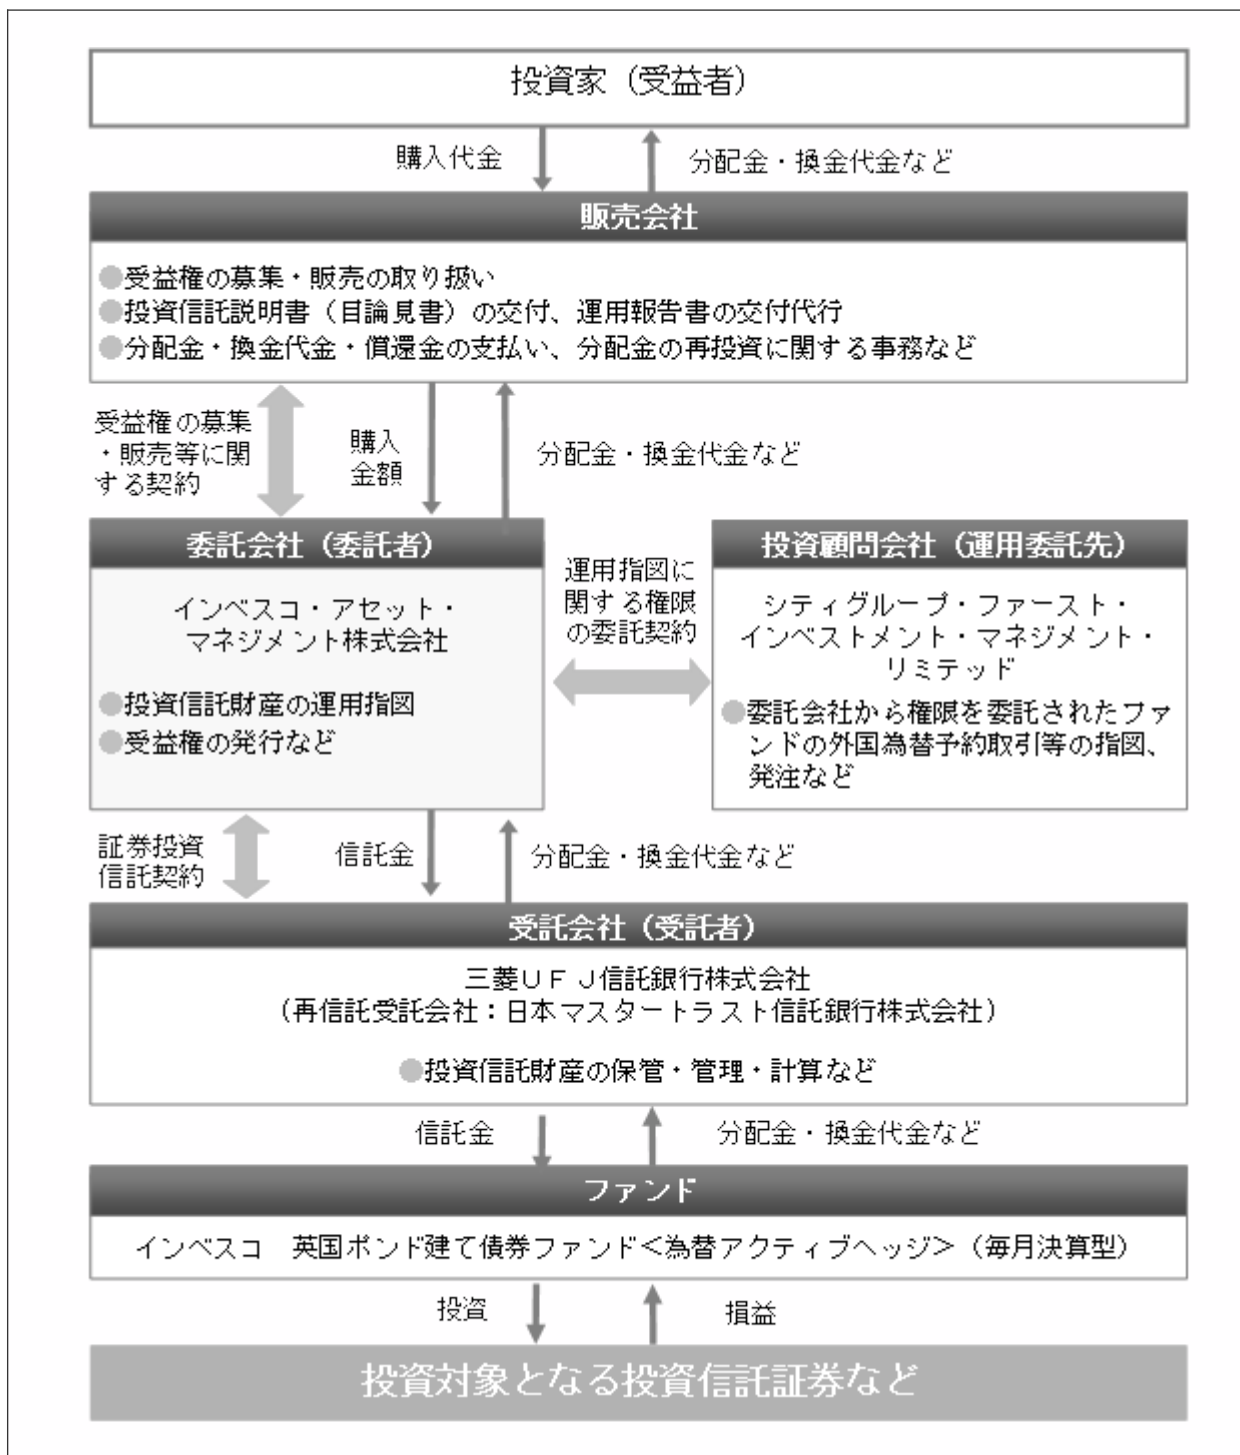 投資家（受益者）
購入代金
分配金・換金代金など
販売会社
●受益権の募集・販売の取り扱い
●投資信託説明書（目論見書）の交付、運用報告書の交付代行
●分配金・換金代金・償還金の支払い、分配金の再投資に関する事務など
受益権の募集
・販売等に関
する契約
購入
金額
分配金・換金代金など
委託会社（委託者）
インベスコ・アセット・
マネジメント株式会社
●投資信託財産の運用指図
●受益権の発行など
運用指図に
関する権限
の委託契約
投資顧問会社（運用委託先）
シティグループ・ファースト・
インベストメント・マネジメント・
リミテッド
●委託会社から権限を委託されたファ
ンドの外国為替予約取引等の指図、
発注など
証券投資
信託契約
信託金
分配金・換金代金など
受託会社（受託者）
三菱ＵＦＪ信託銀行株式会社
（再信託受託会社：日本マスタートラスト信託銀行株式会社）
●投資信託財産の保管・管理・計算など
信託金
分配金・換金代金など
ファンド
インベスコ　英国ポンド建て債券ファンド＜為替アクティブヘッジ＞（毎月決算型）
投資
損益
投資対象となる投資信託証券など